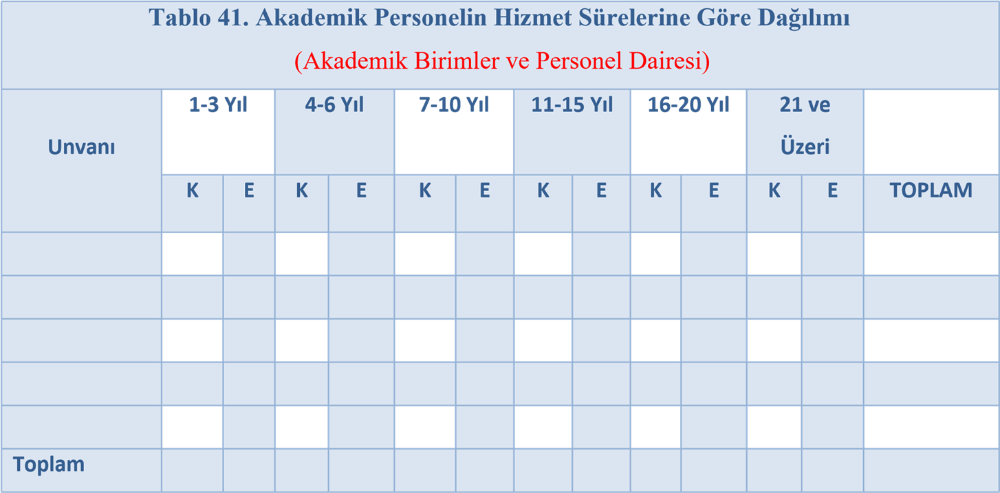 Tablo 41. Akademik Personelin Hizmet Sürelerine Göre Dağılımı
(Akademik Birimler ve Personel Dairesi)
Unvanı
1-3 Yıl
4-6 Yıl
7-10 Yıl
11-15 Yıl
16-20 Yıl
21 ve
Üzeri
K E K E K E K E K E K E TOPLAM
Toplam